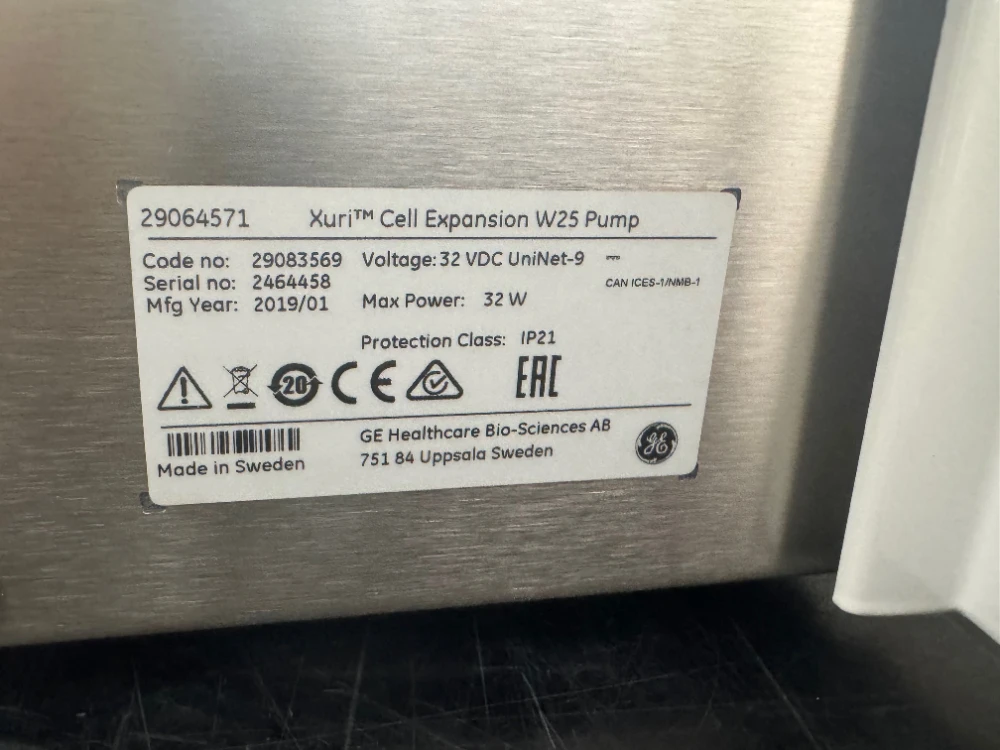 29064571 Xuri™ Cell Expansion W25 Pump
Code no: 29083569 Voltage: 32 VDC UniNet-9
Serial no: 2464458 CAN ICES-1/NMB-1
Mfg Year: 2019/01 Max Power: 32 W
Protection Class: IP21
20 CE EAC
GE Healthcare Bio-Sciences AB
Made in Sweden 751 84 Uppsala Sweden
GE